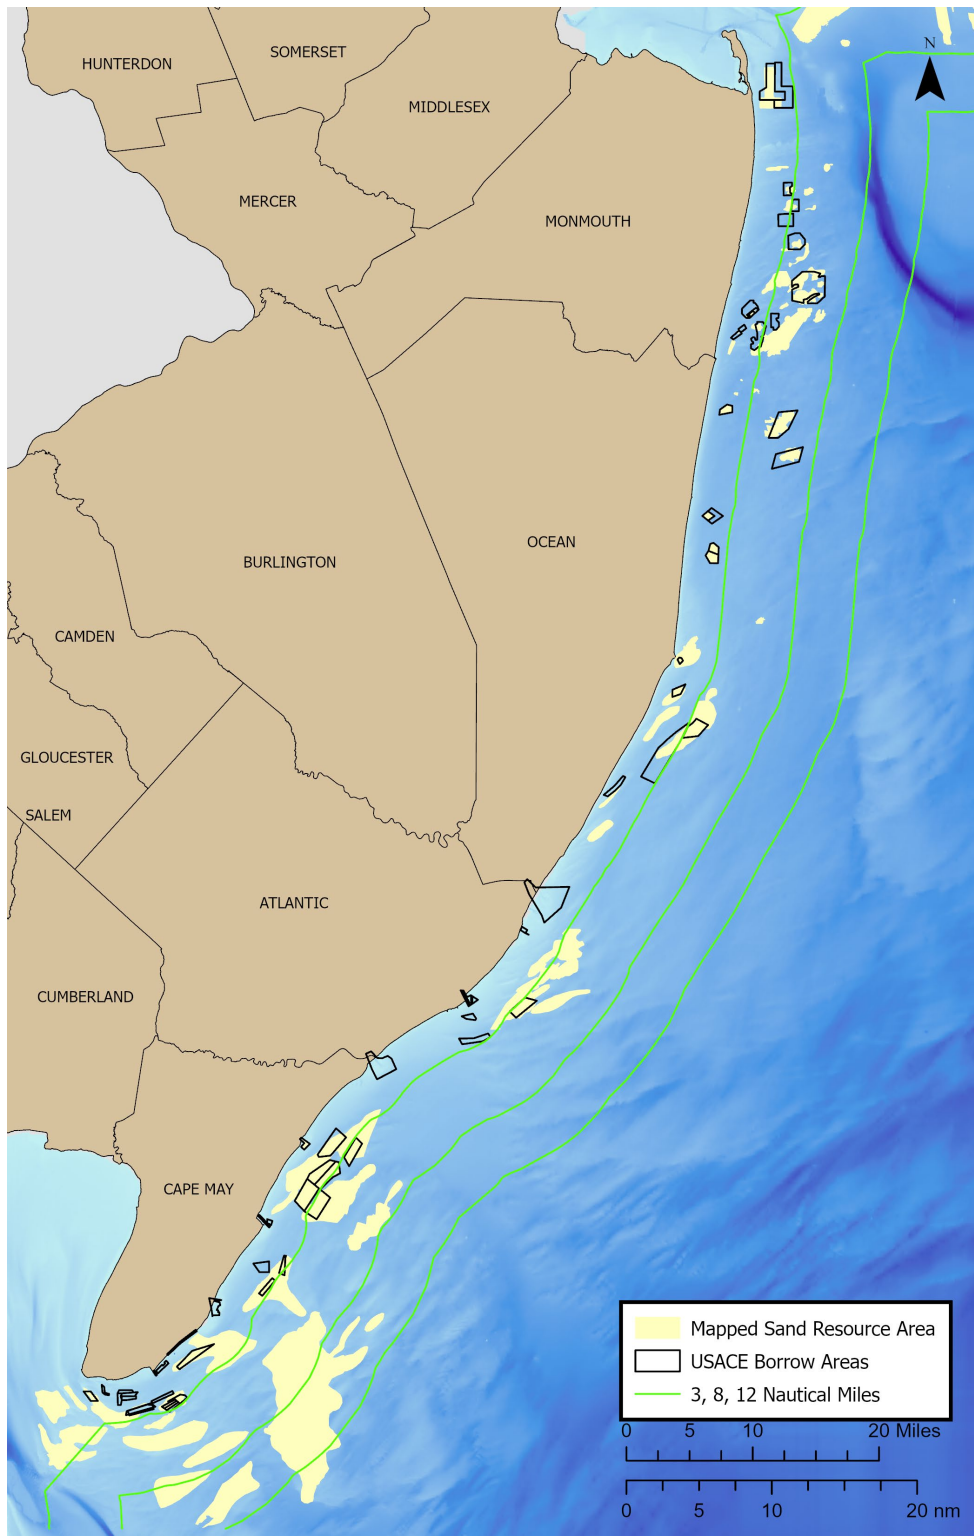 N
SOMERSET
HUNTERDON
MIDDLESEX
MERCER
MONMOUTH
OCEAN
BURLINGTON
CAMDEN
GLOUCESTER
SALEM
ATLANTIC
CUMBERLAND
CAPE MAY
Mapped Sand Resource Area
USACE Borrow Areas
3, 8, 12 Nautical Miles
0 5 10 20 Miles
0 5 10 20 nm